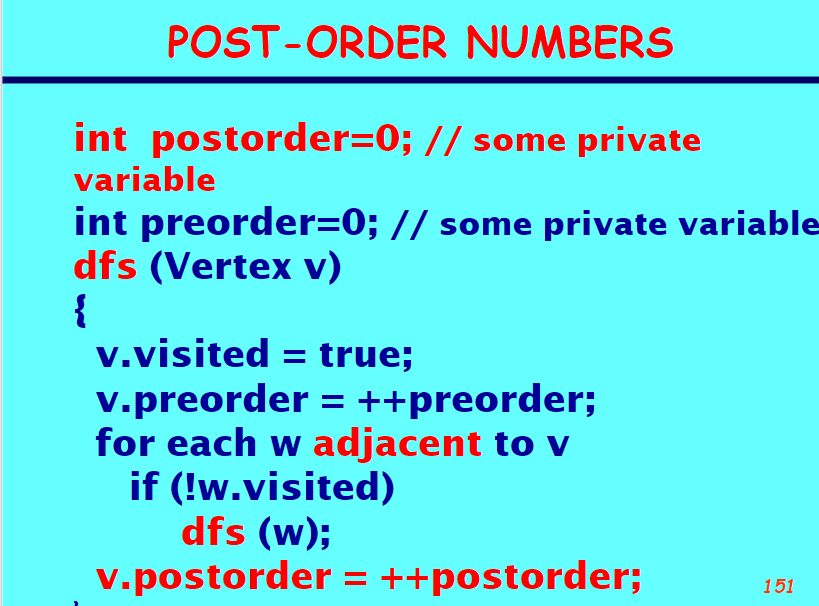 POST-ORDER NUMBERS
int postorder=0; // some private
variable
int preorder=0; // some private variable
dfs (Vertex v)
{
v.visited = true;
v.preorder = ++preorder;
for each w adjacent to v
if (!w.visited)
dfs (w);
v.postorder = ++postorder;
151